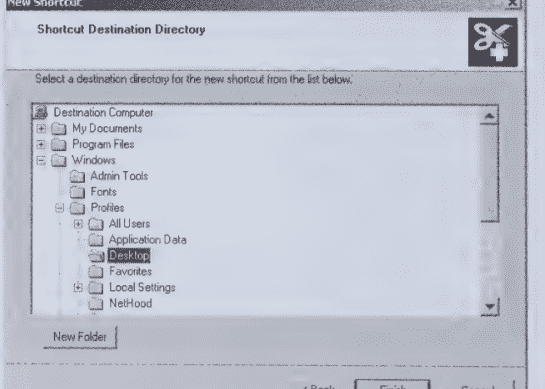 New Shortcut
Shortcut Destination Directory
Select a destination directory for the new shortcut from the list below.
Destination Computer
My Documents
Program Files
Windows
Admin Tools
Fonts
Profiles
All Users
Application Data
Desktop
Favorites
Local Settings
NetHood
New Folder
< Back Finish Cancel